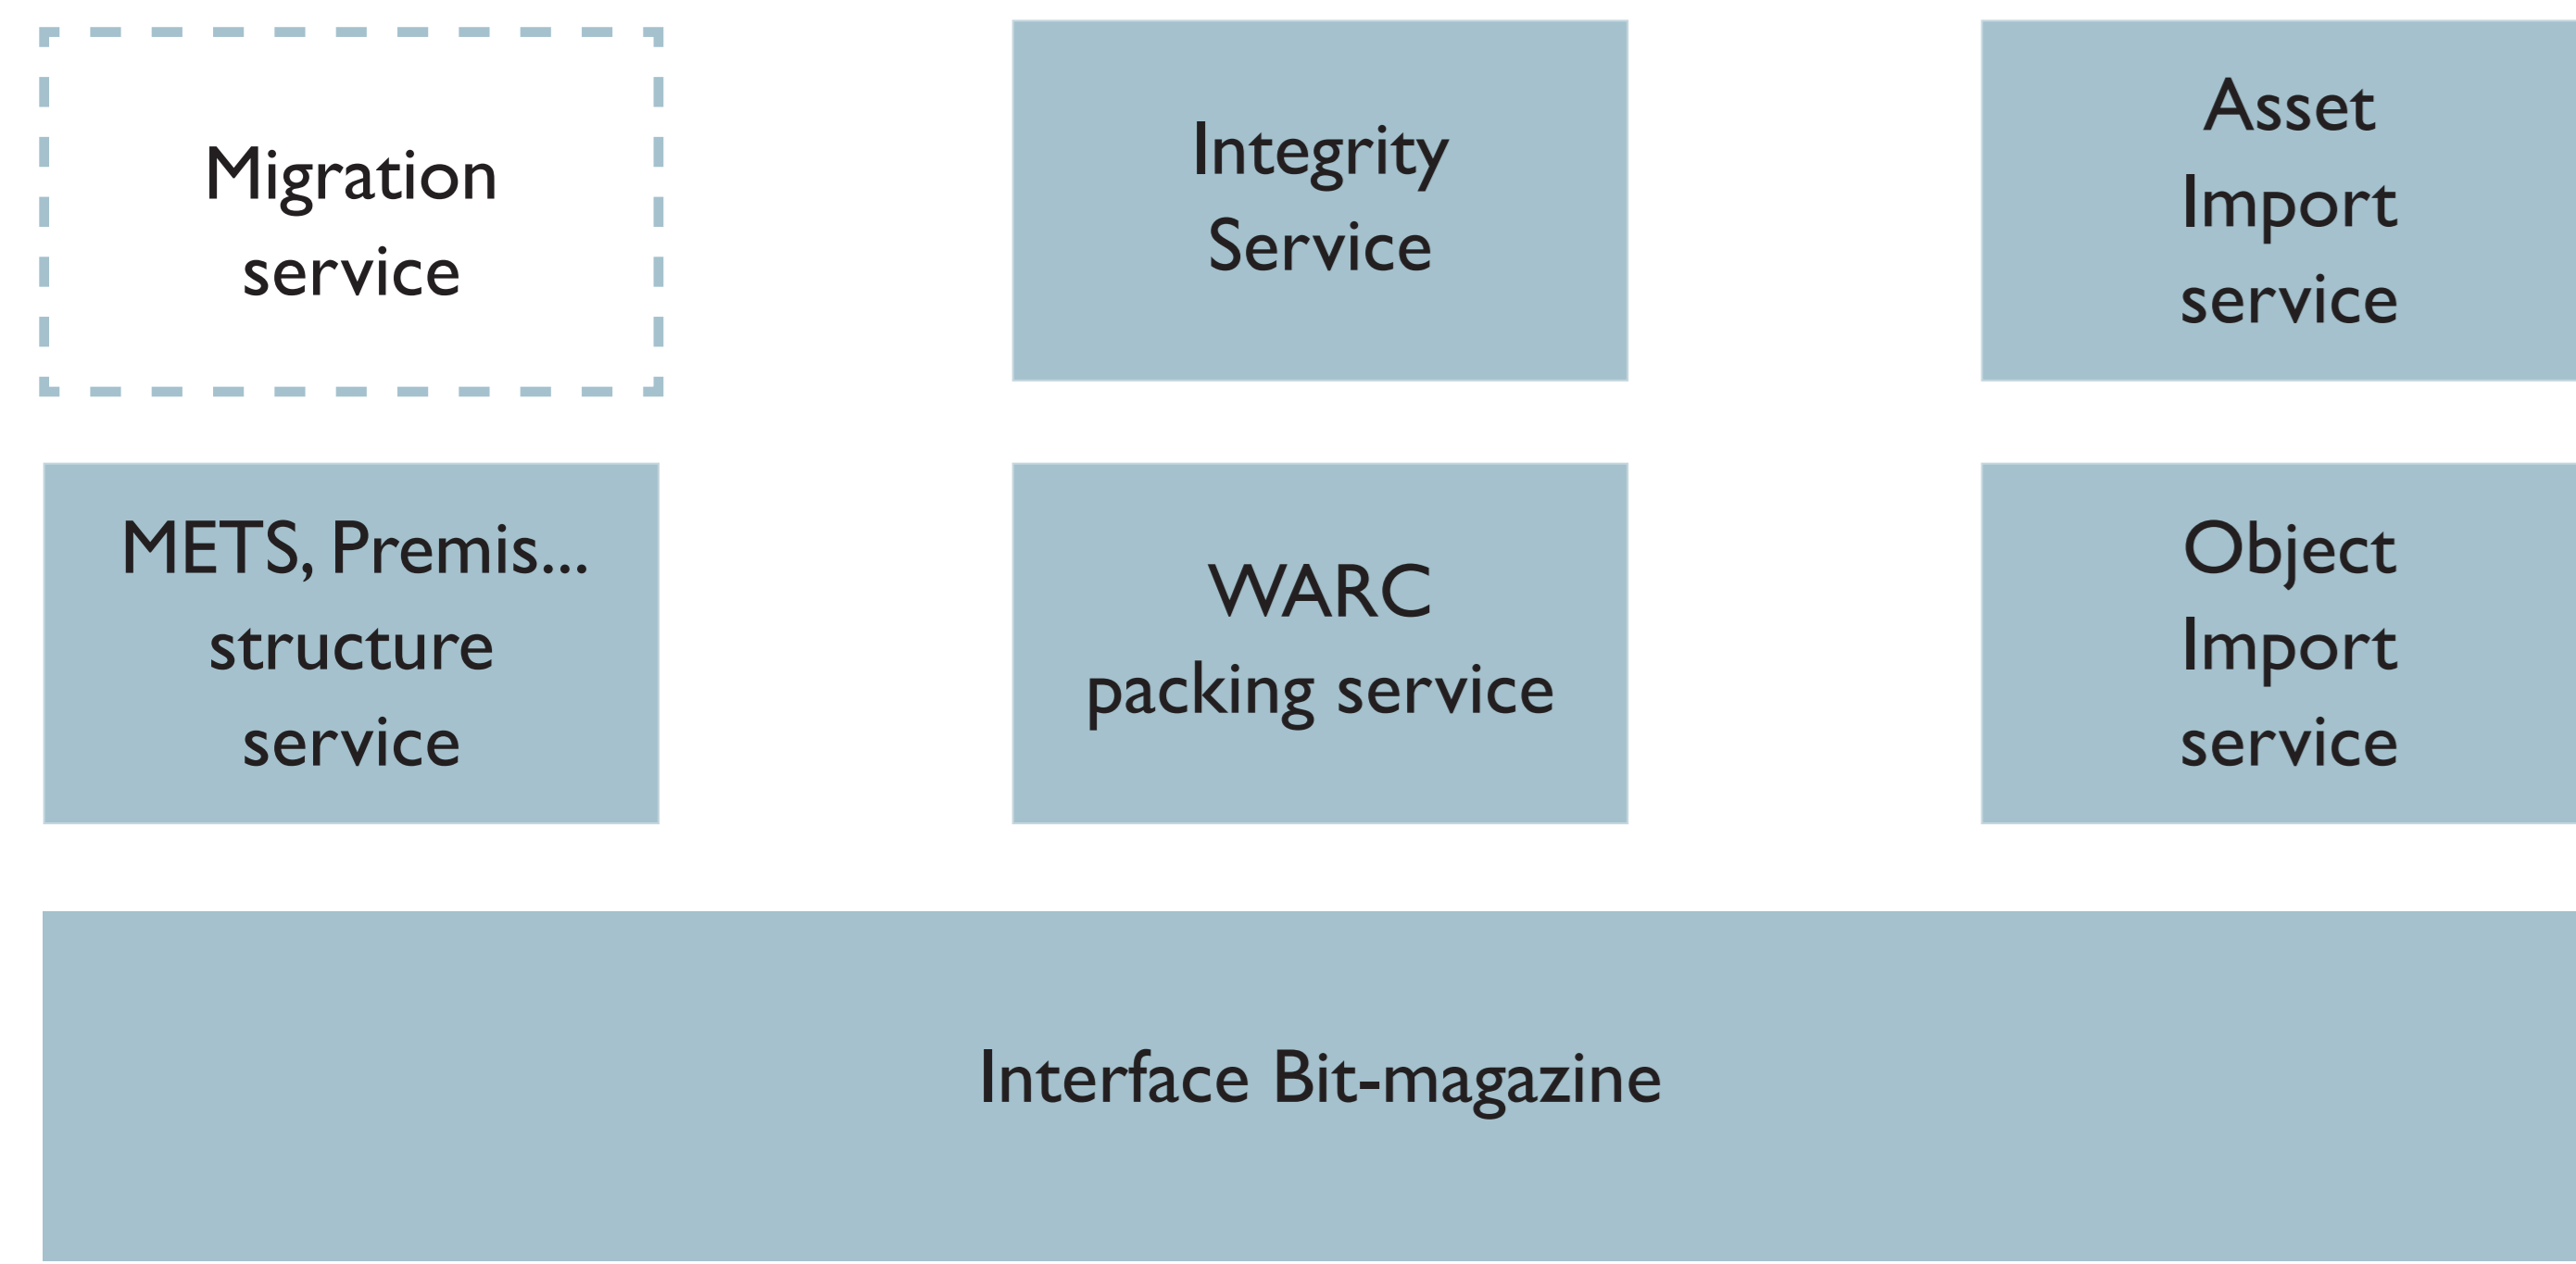 Migration
service
Integrity
Service
Asset
Import
service
METS, Premis...
structure
service
WARC
packing service
Object
Import
service
Interface Bit-magazine